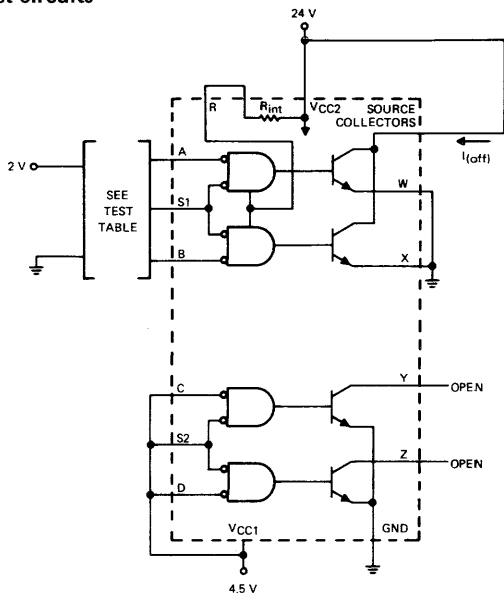 st circuits
24 V
R
Rint
VCC2
SOURCE
COLLECTORS
I(off)
A
2 V
W
SEE
TEST
TABLE
S1
B
X
C
Y
OPEN
S2
Z
OPEN
D
VCC1
GND
4.5 V